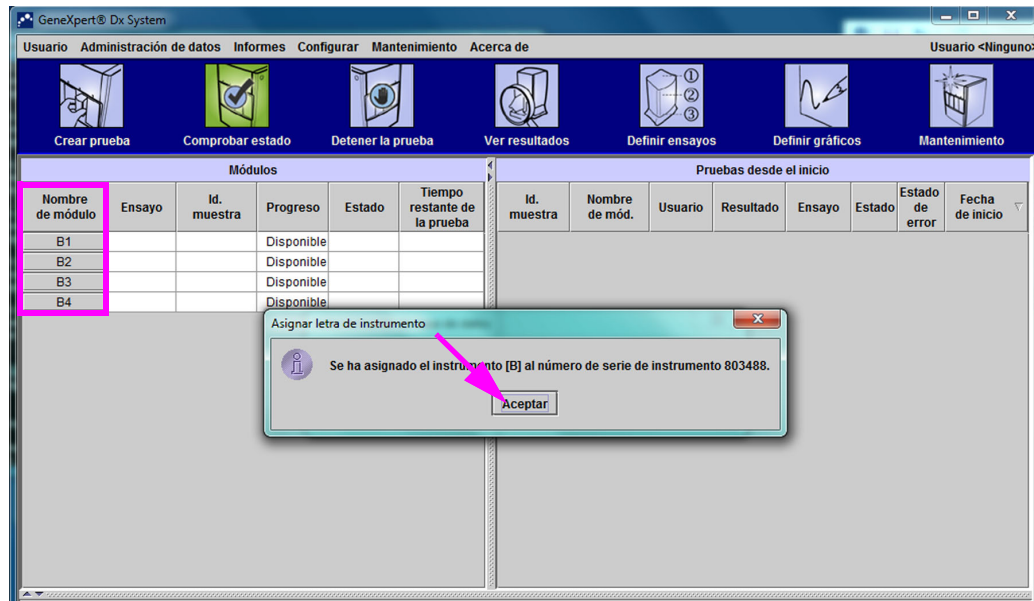 GeneXpert® Dx System
Usuario Administración de datos Informes Configurar Mantenimiento Acerca de Usuario <Ninguno>
Crear prueba Comprobar estado Detener la prueba Ver resultados Definir ensayos Definir gráficos Mantenimiento
Módulos
Nombre de módulo Ensayo Id. muestra Progreso Estado Tiempo restante de la prueba
B1 Disponible
B2 Disponible
B3 Disponible
B4 Disponible
Pruebas desde el inicio
Id. muestra Nombre de mód. Usuario Resultado Ensayo Estado Estado de error Fecha de inicio
Asignar letra de instrumento
Se ha asignado el instrumento [B] al número de serie de instrumento 803488.
Aceptar